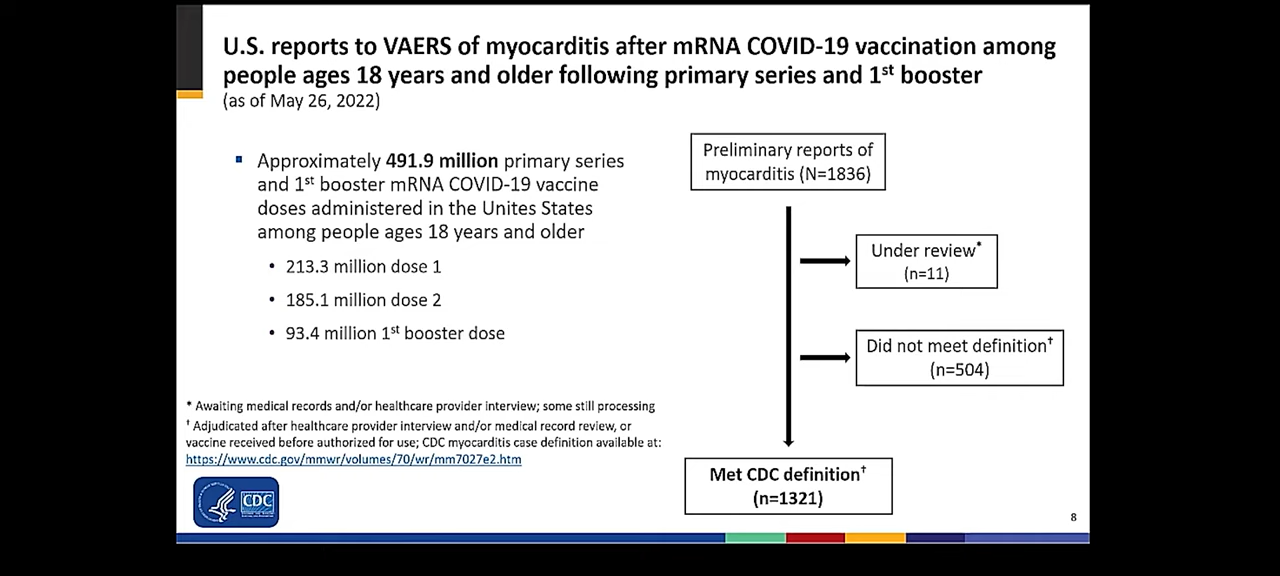 U.S. reports to VAERS of myocarditis after mRNA COVID-19 vaccination among
people ages 18 years and older following primary series and 1st booster
(as of May 26, 2022)
▪ Approximately 491.9 million primary series
and 1st booster mRNA COVID-19 vaccine
doses administered in the Unites States
among people ages 18 years and older
• 213.3 million dose 1
• 185.1 million dose 2
• 93.4 million 1st booster dose
Preliminary reports of
myocarditis (N=1836)
Under review*
(n=11)
Did not meet definition†
(n=504)
Met CDC definition†
(n=1321)
* Awaiting medical records and/or healthcare provider interview; some still processing
† Adjudicated after healthcare provider interview and/or medical record review, or
vaccine received before authorized for use; CDC myocarditis case definition available at:
https://www.cdc.gov/mmwr/volumes/70/wr/mm7027e2.htm
CDC
8